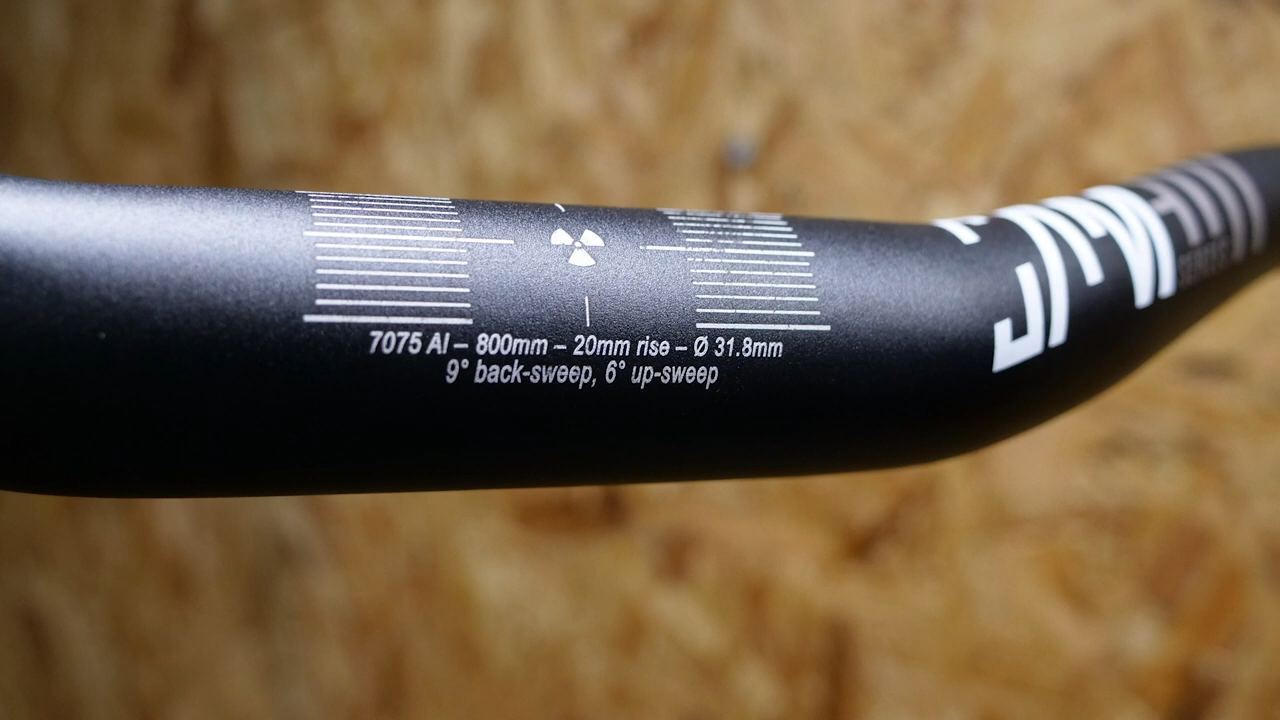 7075 Al – 800mm – 20mm rise – Ø 31.8mm
9° back-sweep, 6° up-sweep